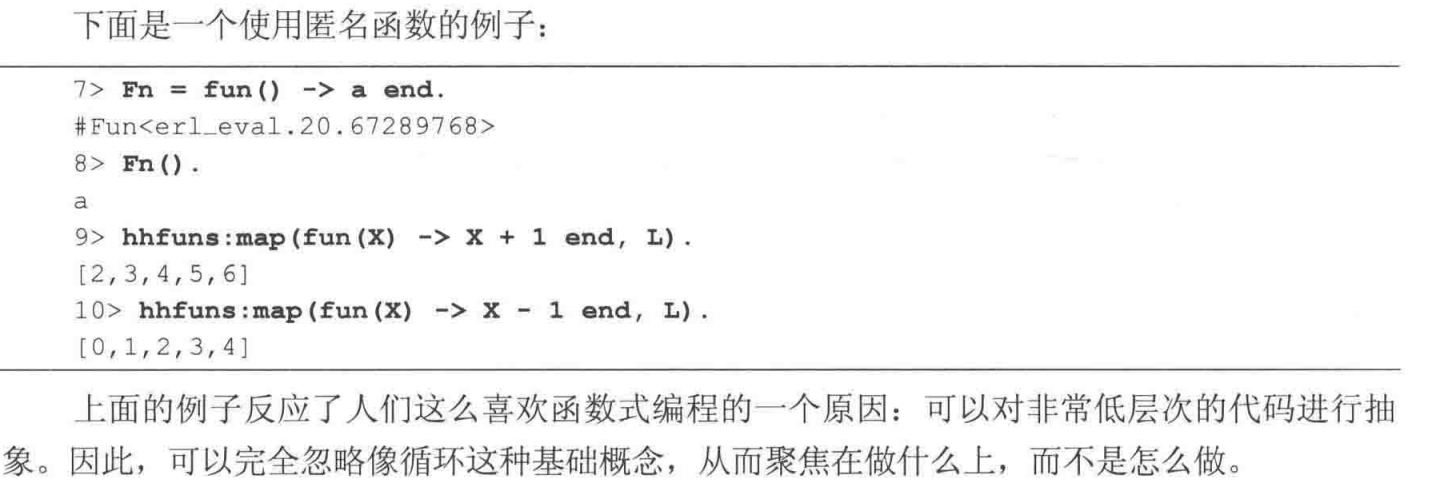 下面是一个使用匿名函数的例子：
7> Fn = fun() -> a end.
#Fun<erl_eval.20.67289768>
8> Fn().
a
9> hhfuns:map(fun(X) -> X + 1 end, L).
[2,3,4,5,6]
10> hhfuns:map(fun(X) -> X - 1 end, L).
[0,1,2,3,4]
上面的例子反应了人们这么喜欢函数式编程的一个原因：可以对非常低层次的代码进行抽
象。因此，可以完全忽略像循环这种基础概念，从而聚焦在做什么上，而不是怎么做。